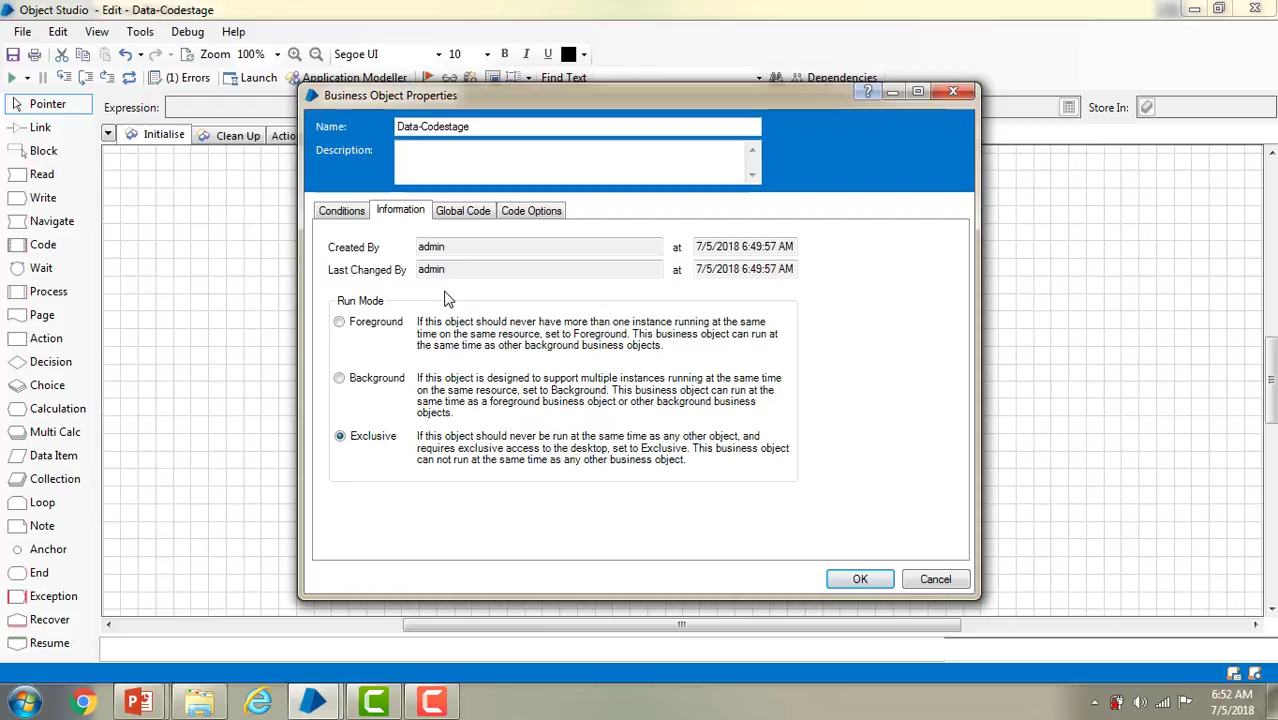 Object Studio - Edit - Data-Codestage
File Edit View Tools Debug Help
Zoom 100% Segoe UI 10 B I U
(1) Errors Launch Application Modeller Find Text Dependencies
Pointer
Expression:
Store In:
Link
Initialise Clean Up Actio
Block
Read
Write
Navigate
Code
Wait
Process
Page
Action
Decision
Choice
Calculation
Multi Calc
Data Item
Collection
Loop
Note
Anchor
End
Exception
Recover
Resume
Business Object Properties
?
Name: Data-Codestage
Description:
Conditions Information Global Code Code Options
Created By admin at 7/5/2018 6:49:57 AM
Last Changed By admin at 7/5/2018 6:49:57 AM
Run Mode
Foreground If this object should never have more than one instance running at the same
time on the same resource, set to Foreground. This business object can run at
the same time as other background business objects.
Background If this object is designed to support multiple instances running at the same time
on the same resource, set to Background. This business object can run at the
same time as a foreground business object or other background business
objects.
Exclusive If this object should never be run at the same time as any other object, and
requires exclusive access to the desktop, set to Exclusive. This business object
can not run at the same time as any other business object.
OK Cancel
6:52 AM
7/5/2018